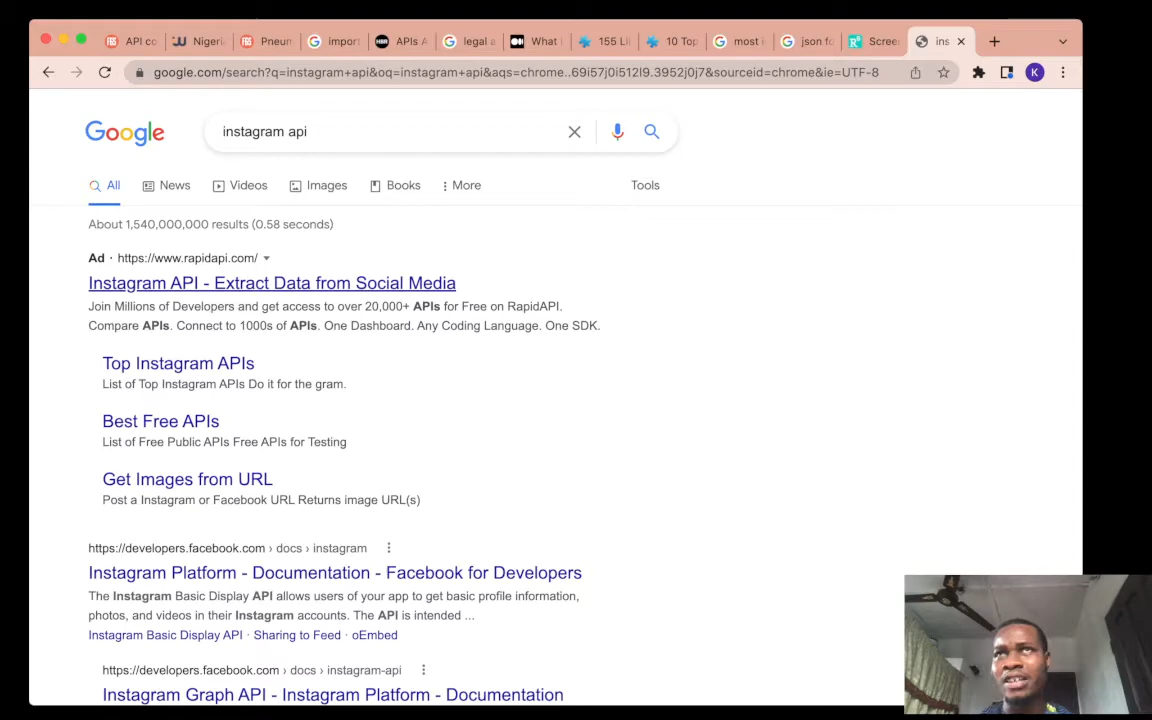 API co
Nigeri
Pneum
import
HBR
APIs A
legal a
What i
155 Li
10 Top
most i
json fo
Scree
ins
google.com/search?q=instagram+api&oq=instagram+api&aqs=chrome..69i57j0i512l9.3952j0j7&sourceid=chrome&ie=UTF-8
K
Google
instagram api
All
News
Videos
Images
Books
More
Tools
About 1,540,000,000 results (0.58 seconds)
Ad · https://www.rapidapi.com/
Instagram API - Extract Data from Social Media
Join Millions of Developers and get access to over 20,000+ APIs for Free on RapidAPI.
Compare APIs. Connect to 1000s of APIs. One Dashboard. Any Coding Language. One SDK.
Top Instagram APIs
List of Top Instagram APIs Do it for the gram.
Best Free APIs
List of Free Public APIs Free APIs for Testing
Get Images from URL
Post a Instagram or Facebook URL Returns image URL(s)
https://developers.facebook.com › docs › instagram
Instagram Platform - Documentation - Facebook for Developers
The Instagram Basic Display API allows users of your app to get basic profile information,
photos, and videos in their Instagram accounts. The API is intended ...
Instagram Basic Display API · Sharing to Feed · oEmbed
https://developers.facebook.com › docs › instagram-api
Instagram Graph API - Instagram Platform - Documentation